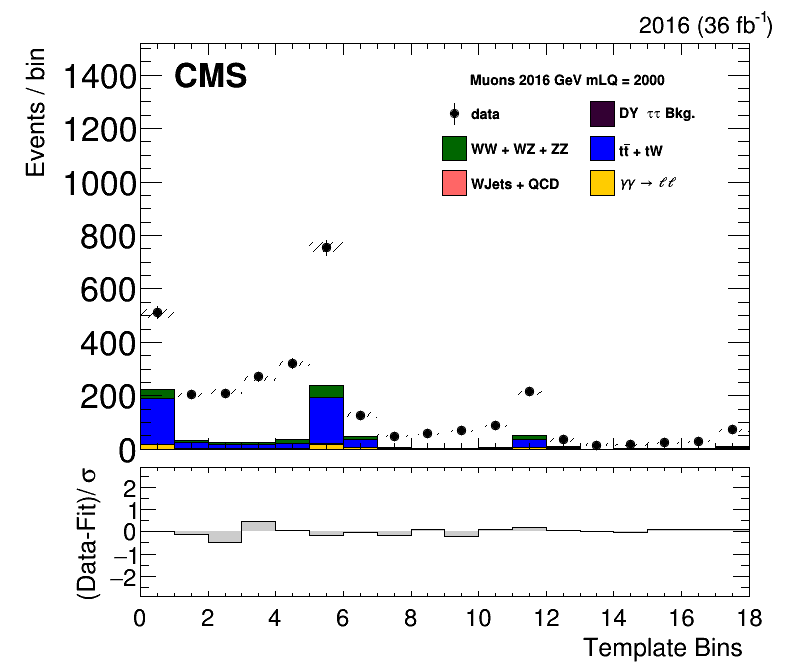 2016 (36 fb⁻¹)
Events / bin
CMS
Muons 2016 GeV mLQ = 2000
data
DY ττ Bkg.
WW + WZ + ZZ
tt̄ + tW
WJets + QCD
γγ → ℓℓ
1400
1200
1000
800
600
400
200
0
(Data-Fit)/σ
2
1
0
−1
−2
0 2 4 6 8 10 12 14 16 18
Template Bins